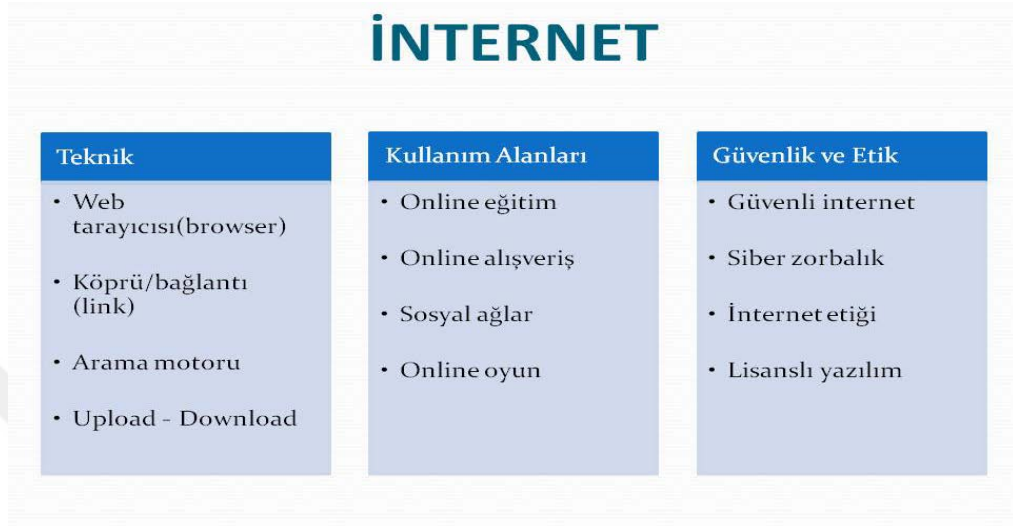 İNTERNET
Teknik
• Web
tarayıcısı(browser)
• Köprü/bağlantı
(link)
• Arama motoru
• Upload - Download
Kullanım Alanları
• Online eğitim
• Online alışveriş
• Sosyal ağlar
• Online oyun
Güvenlik ve Etik
• Güvenli internet
• Siber zorbalık
• İnternet etiği
• Lisanslı yazılım